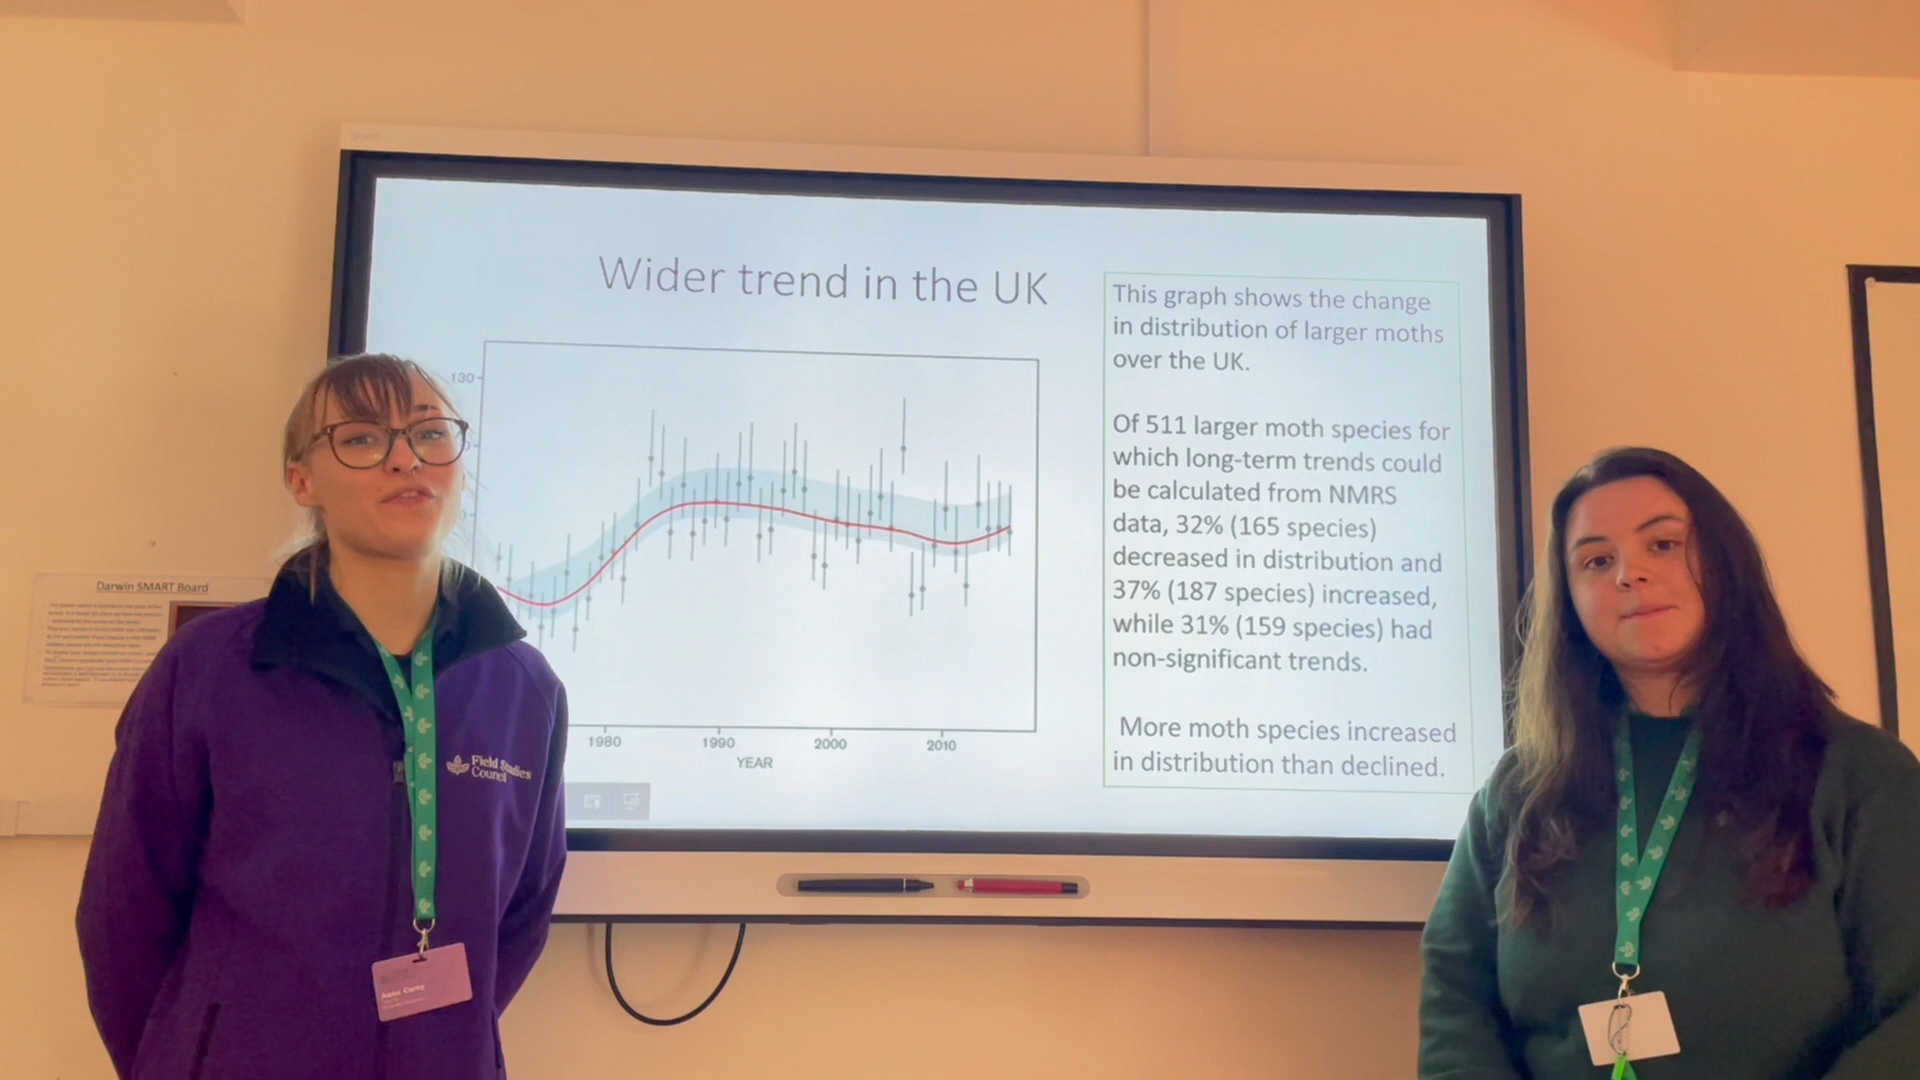 Wider trend in the UK
130
1980
1990
2000
2010
YEAR
This graph shows the change
in distribution of larger moths
over the UK.
Of 511 larger moth species for
which long-term trends could
be calculated from NMRS
data, 32% (165 species)
decreased in distribution and
37% (187 species) increased,
while 31% (159 species) had
non-significant trends.
More moth species increased
in distribution than declined.
Darwin SMART Board
Field Studies
Council